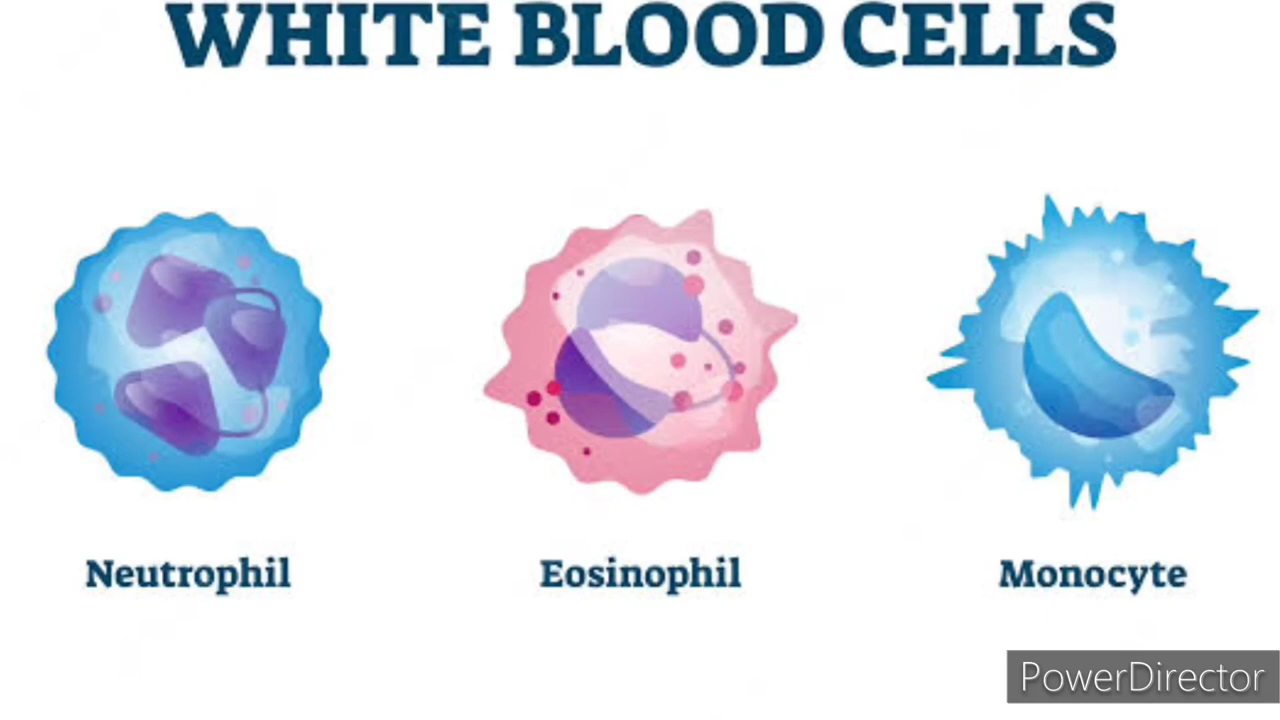 WHITE BLOOD CELLS
Neutrophil
Eosinophil
Monocyte
PowerDirector